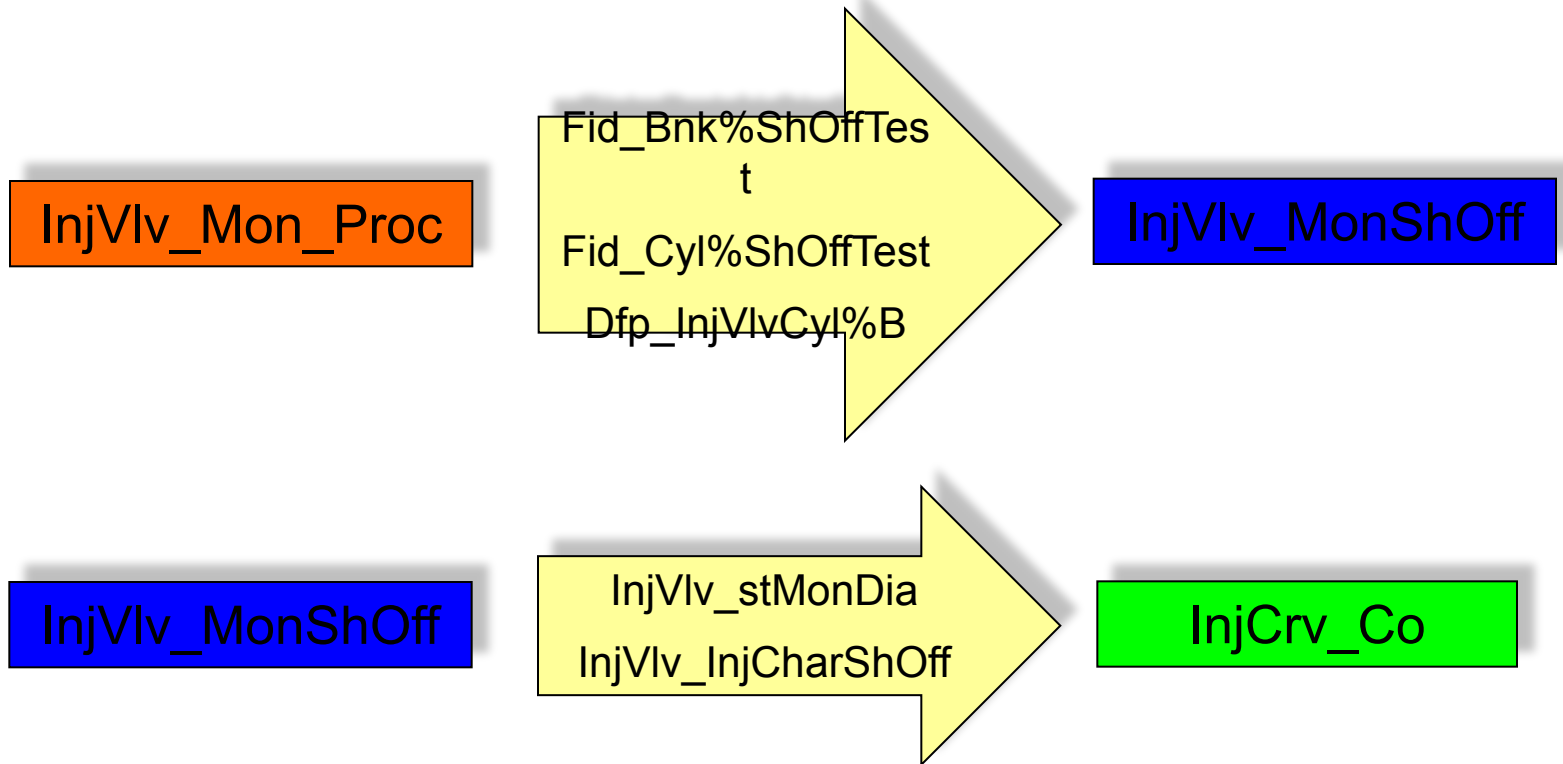 InjVlv_Mon_Proc
Fid_Bnk%ShOffTes
t
Fid_Cyl%ShOffTest
Dfp_InjVlvCyl%B
InjVlv_MonShOff
InjVlv_MonShOff
InjVlv_stMonDia
InjVlv_InjCharShOff
InjCrv_Co